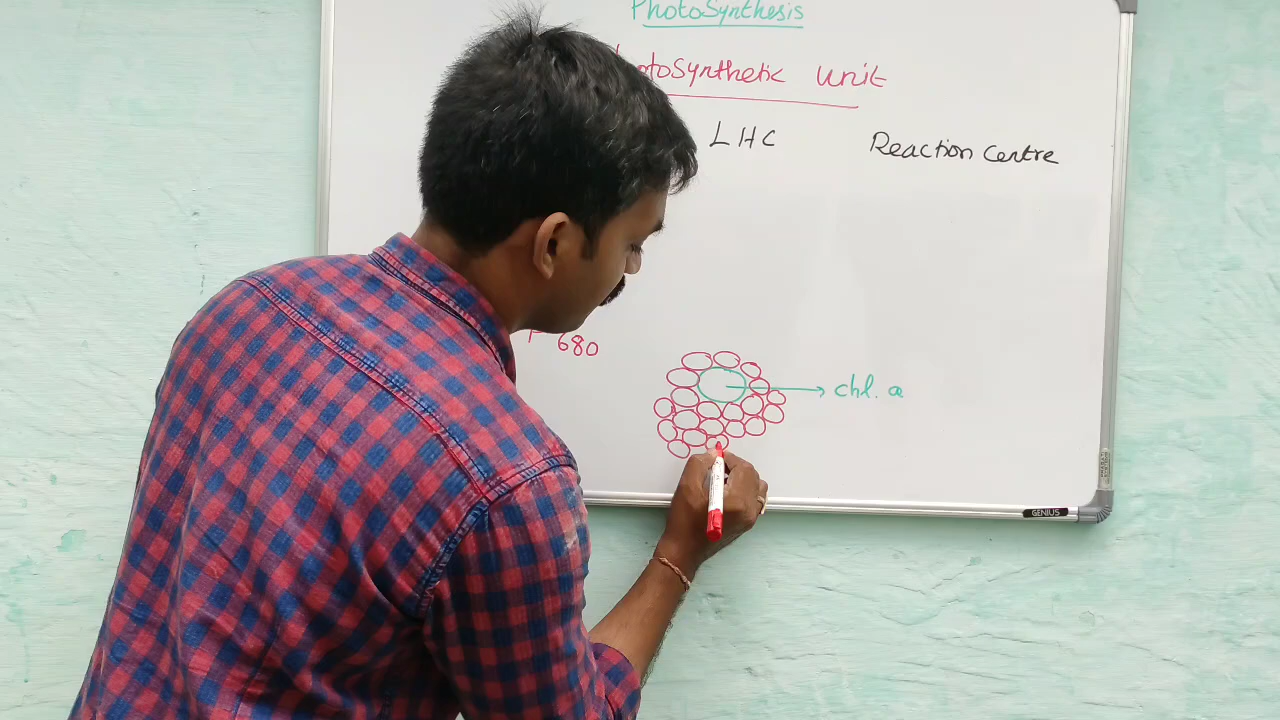 PhotoSynthesis
otoSynthetic unit
LHC
Reaction Centre
P 680
chl. a
GENIUS